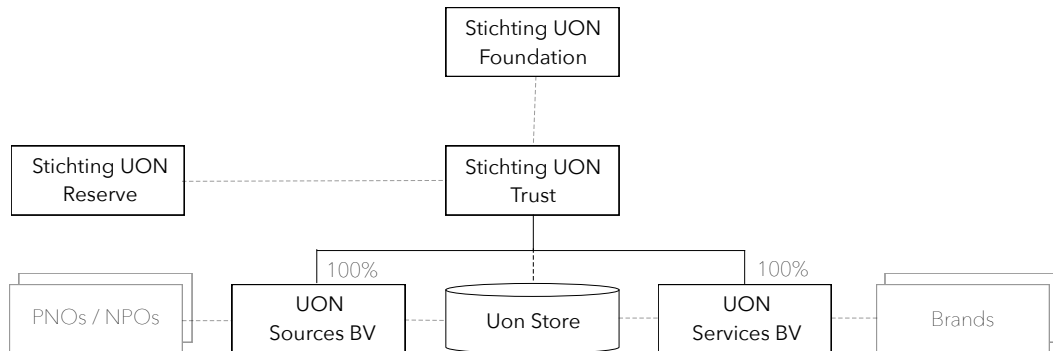 Stichting UON
Foundation
Stichting UON
Reserve
Stichting UON
Trust
100%
100%
PNOs / NPOs
UON
Sources BV
Uon Store
UON
Services BV
Brands